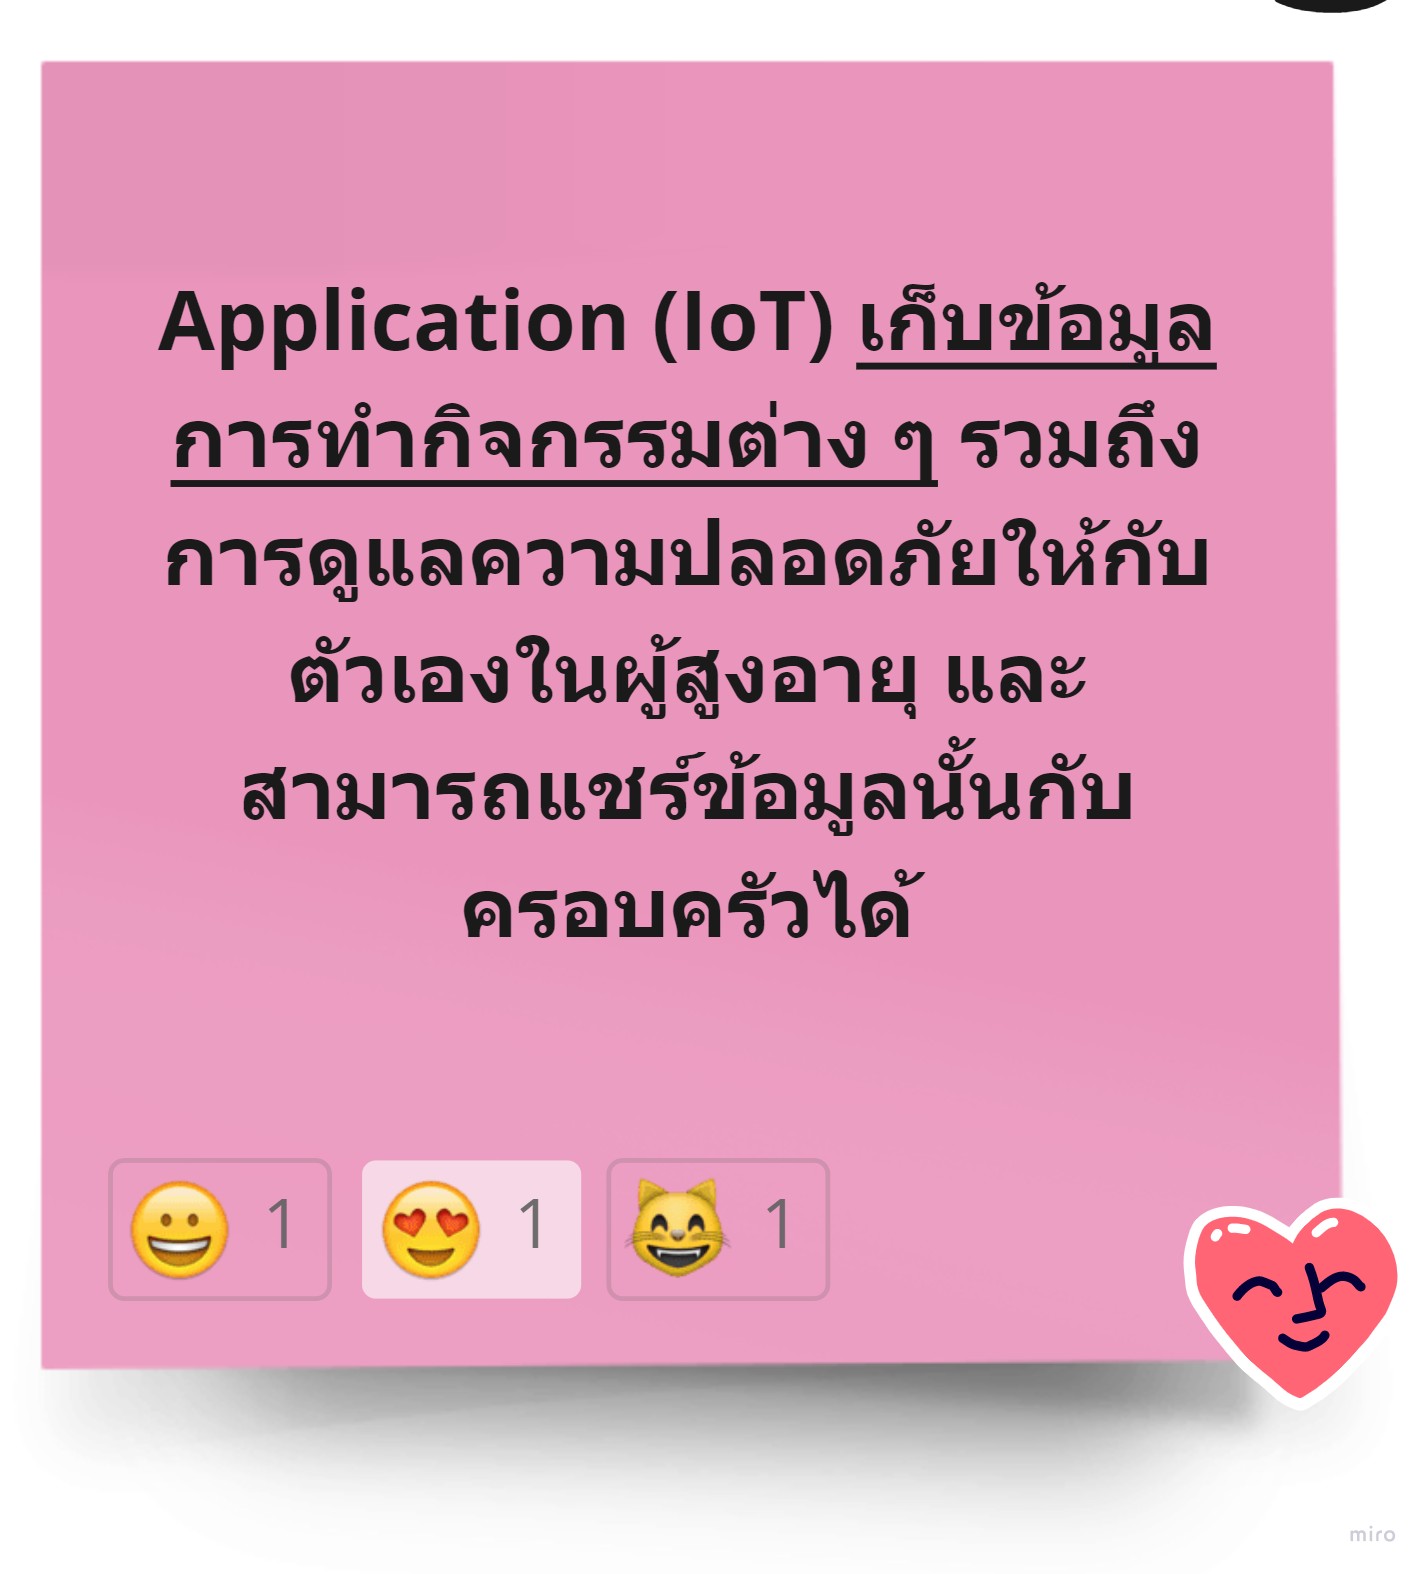 Application (IoT) เก็บข้อมูล
การทำกิจกรรมต่าง ๆ รวมถึง
การดูแลความปลอดภัยให้กับ
ตัวเองในผู้สูงอายุ และ
สามารถแชร์ข้อมูลนั้นกับ
ครอบครัวได้
1 1 1
miro